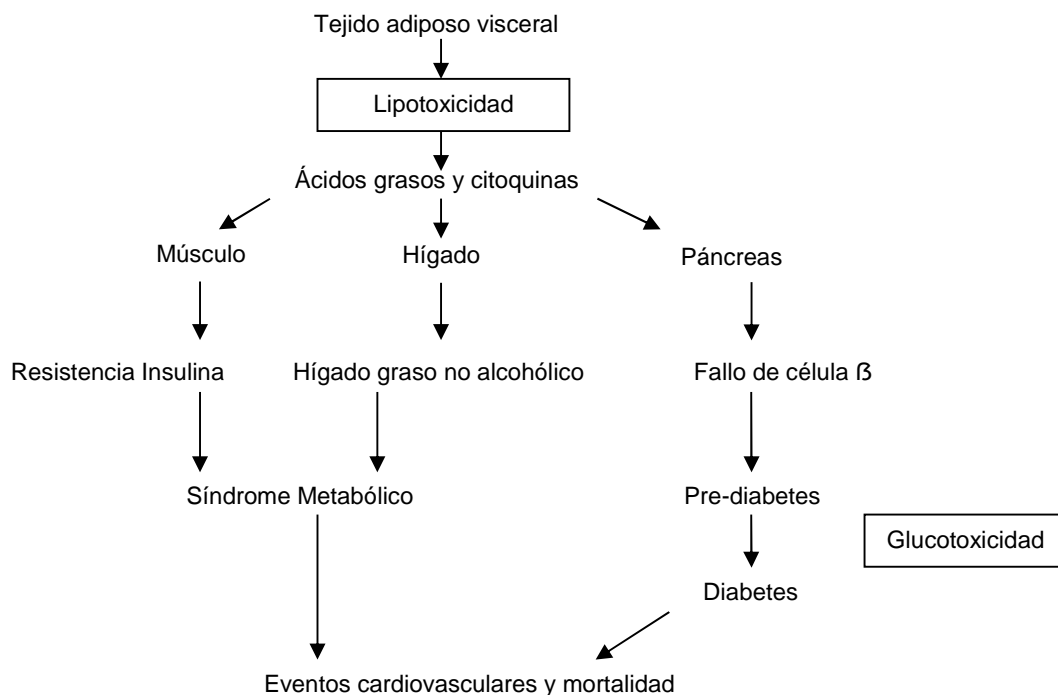 Tejido adiposo visceral
Lipotoxicidad
Ácidos grasos y citoquinas
Músculo
Hígado
Páncreas
Resistencia Insulina
Hígado graso no alcohólico
Fallo de célula ß
Síndrome Metabólico
Pre-diabetes
Glucotoxicidad
Diabetes
Eventos cardiovasculares y mortalidad